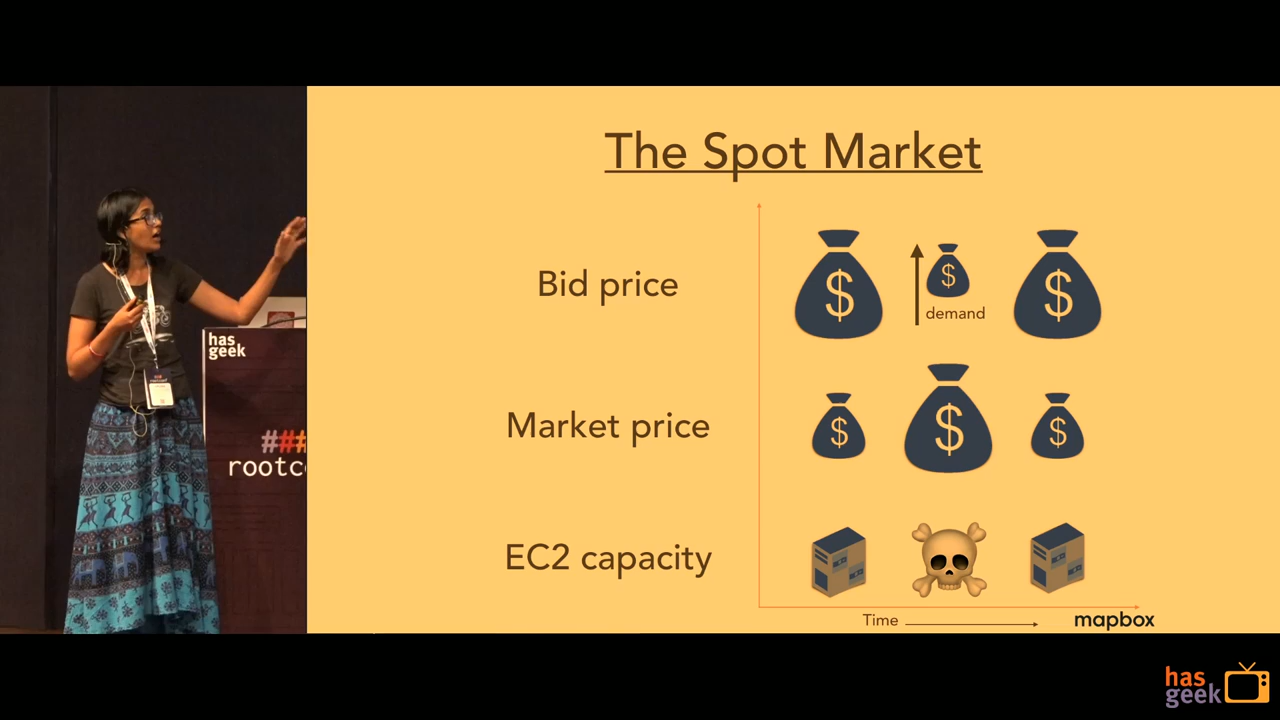 The Spot Market
Bid price
$
$
demand
$
Market price
$
$
$
EC2 capacity
Time
mapbox
has
geek
###
rootc
has
geek